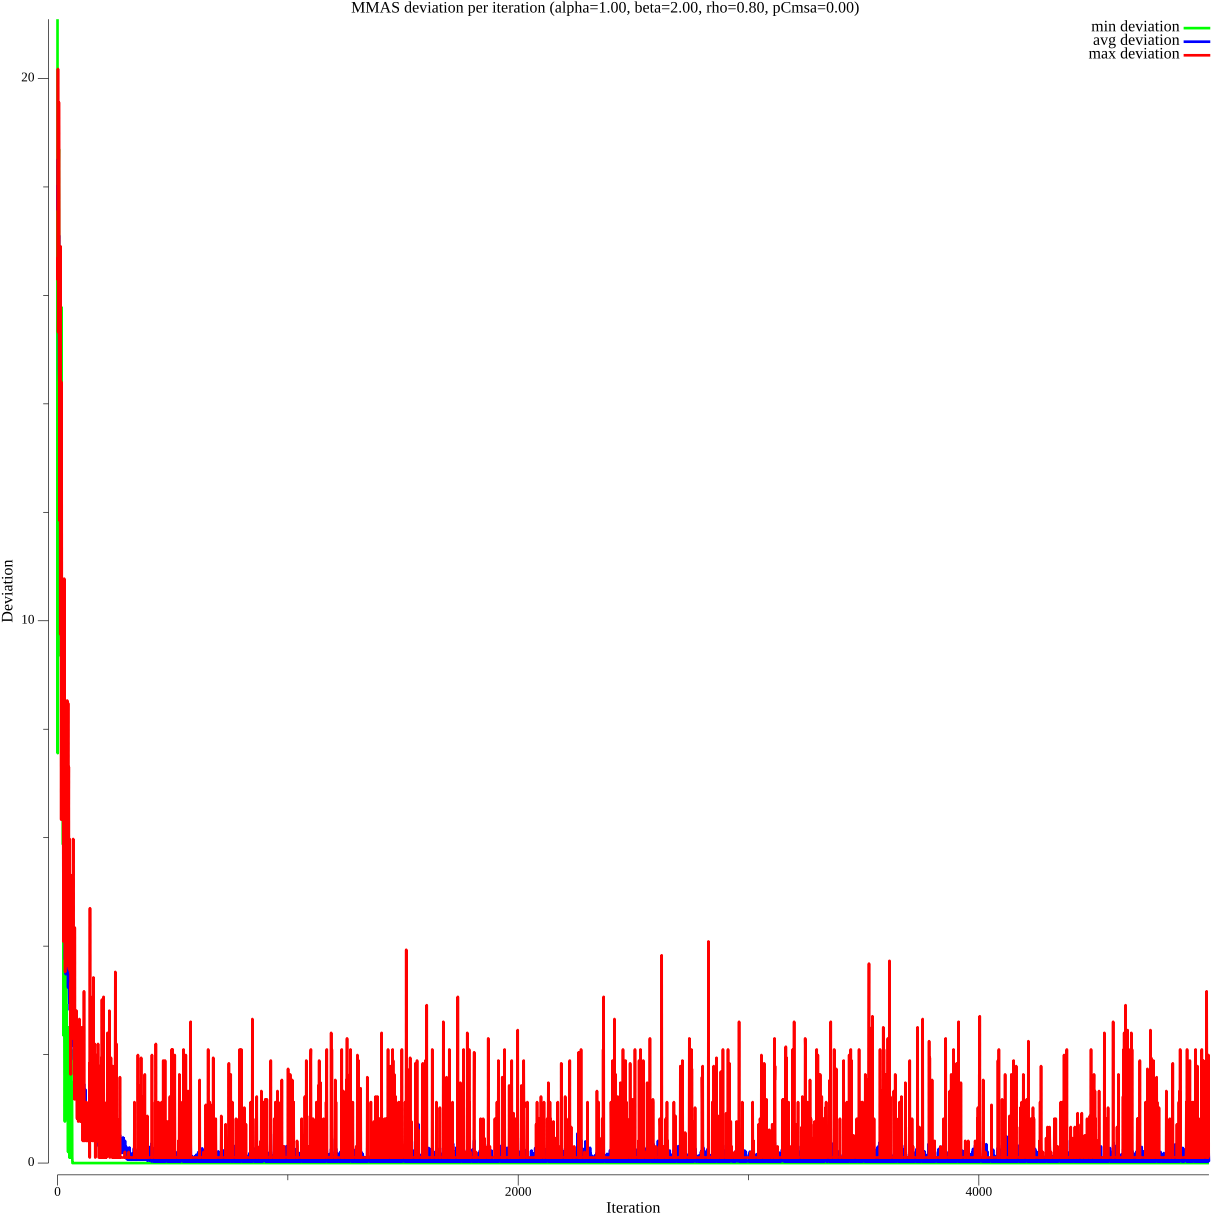 MMAS deviation per iteration (alpha=1.00, beta=2.00, rho=0.80, pCmsa=0.00)
min deviation
avg deviation
max deviation
20
10
0
Deviation
0
2000
4000
Iteration